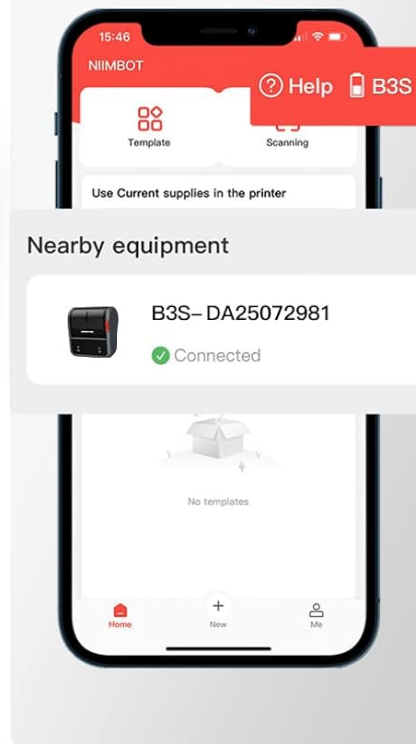 15:46
NIIMBOT
Help B3S
Template
Scanning
Use Current supplies in the printer
Nearby equipment
B3S-DA25072981
Connected
No templates
Home
New
Me